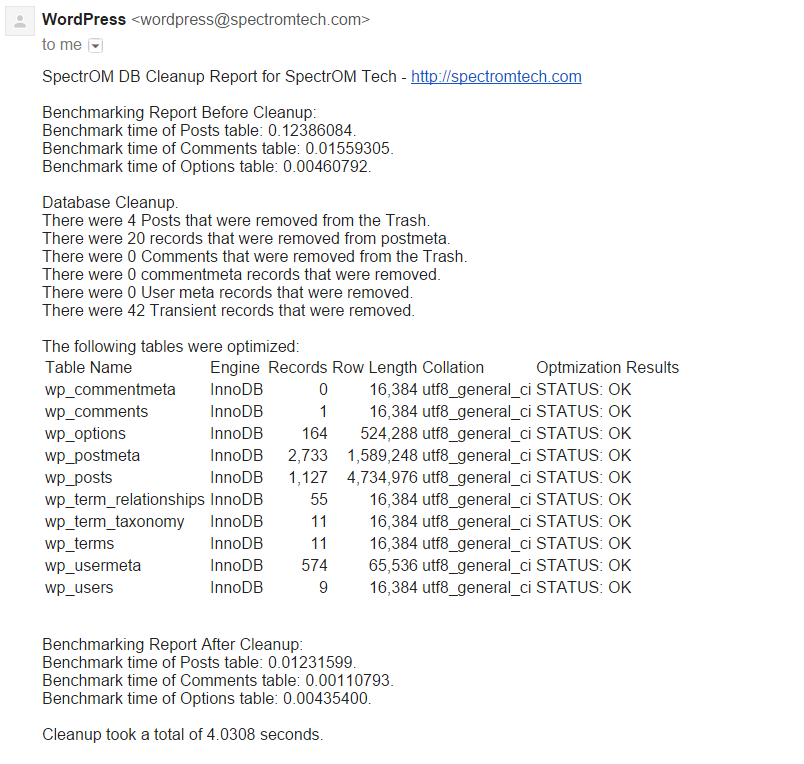 WordPress <wordpress@spectromtech.com>
to me
SpectrOM DB Cleanup Report for SpectrOM Tech - http://spectromtech.com
Benchmarking Report Before Cleanup:
Benchmark time of Posts table: 0.12386084.
Benchmark time of Comments table: 0.01559305.
Benchmark time of Options table: 0.00460792.
Database Cleanup.
There were 4 Posts that were removed from the Trash.
There were 20 records that were removed from postmeta.
There were 0 Comments that were removed from the Trash.
There were 0 commentmeta records that were removed.
There were 0 User meta records that were removed.
There were 42 Transient records that were removed.
The following tables were optimized:
Table Name Engine Records Row Length Collation Optmization Results
wp_commentmeta InnoDB 0 16,384 utf8_general_ci STATUS: OK
wp_comments InnoDB 1 16,384 utf8_general_ci STATUS: OK
wp_options InnoDB 164 524,288 utf8_general_ci STATUS: OK
wp_postmeta InnoDB 2,733 1,589,248 utf8_general_ci STATUS: OK
wp_posts InnoDB 1,127 4,734,976 utf8_general_ci STATUS: OK
wp_term_relationships InnoDB 55 16,384 utf8_general_ci STATUS: OK
wp_term_taxonomy InnoDB 11 16,384 utf8_general_ci STATUS: OK
wp_terms InnoDB 11 16,384 utf8_general_ci STATUS: OK
wp_usermeta InnoDB 574 65,536 utf8_general_ci STATUS: OK
wp_users InnoDB 9 16,384 utf8_general_ci STATUS: OK
Benchmarking Report After Cleanup:
Benchmark time of Posts table: 0.01231599.
Benchmark time of Comments table: 0.00110793.
Benchmark time of Options table: 0.00435400.
Cleanup took a total of 4.0308 seconds.